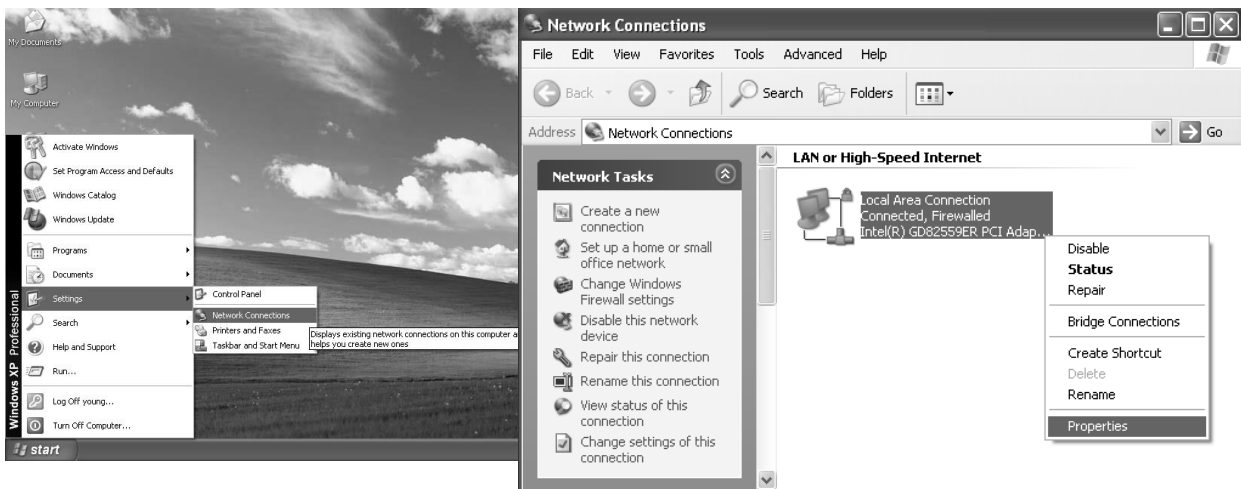 My Documents
My Computer
Activate Windows
Set Program Access and Defaults
Windows Catalog
Windows Update
Programs
Documents
Settings
Search
Help and Support
Run...
Log Off young...
Turn Off Computer...
Windows XP Professional
start
Control Panel
Network Connections
Printers and Faxes
Taskbar and Start Menu
Displays existing network connections on this computer a
helps you create new ones
Network Connections
File Edit View Favorites Tools Advanced Help
Back Search Folders
Address Network Connections Go
Network Tasks
Create a new
connection
Set up a home or small
office network
Change Windows
Firewall settings
Disable this network
device
Repair this connection
Rename this connection
View status of this
connection
Change settings of this
connection
LAN or High-Speed Internet
Local Area Connection
Connected, Firewalled
Intel(R) GD82559ER PCI Adap...
Disable
Status
Repair
Bridge Connections
Create Shortcut
Delete
Rename
Properties